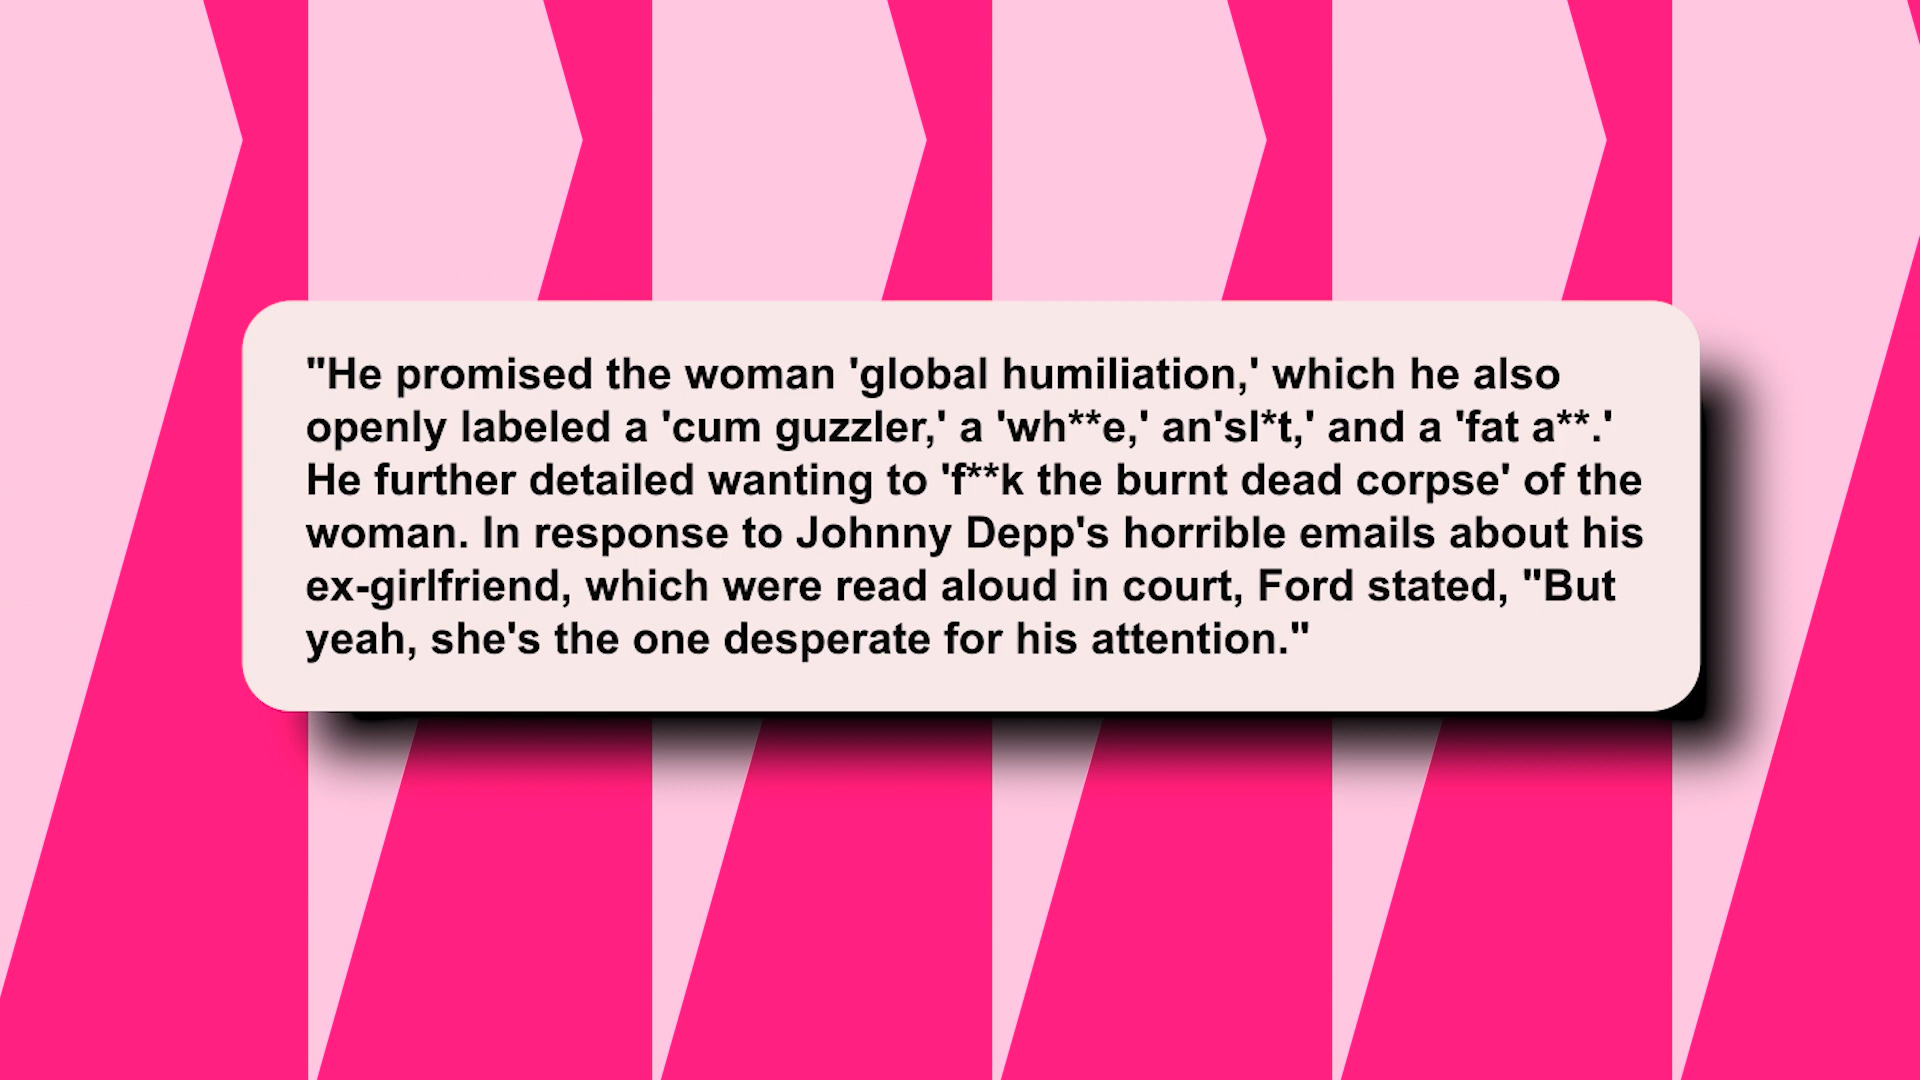 "He promised the woman 'global humiliation,' which he also
openly labeled a 'cum guzzler,' a 'wh**e,' an'sl*t,' and a 'fat a**.'
He further detailed wanting to 'f**k the burnt dead corpse' of the
woman. In response to Johnny Depp's horrible emails about his
ex-girlfriend, which were read aloud in court, Ford stated, "But
yeah, she's the one desperate for his attention."